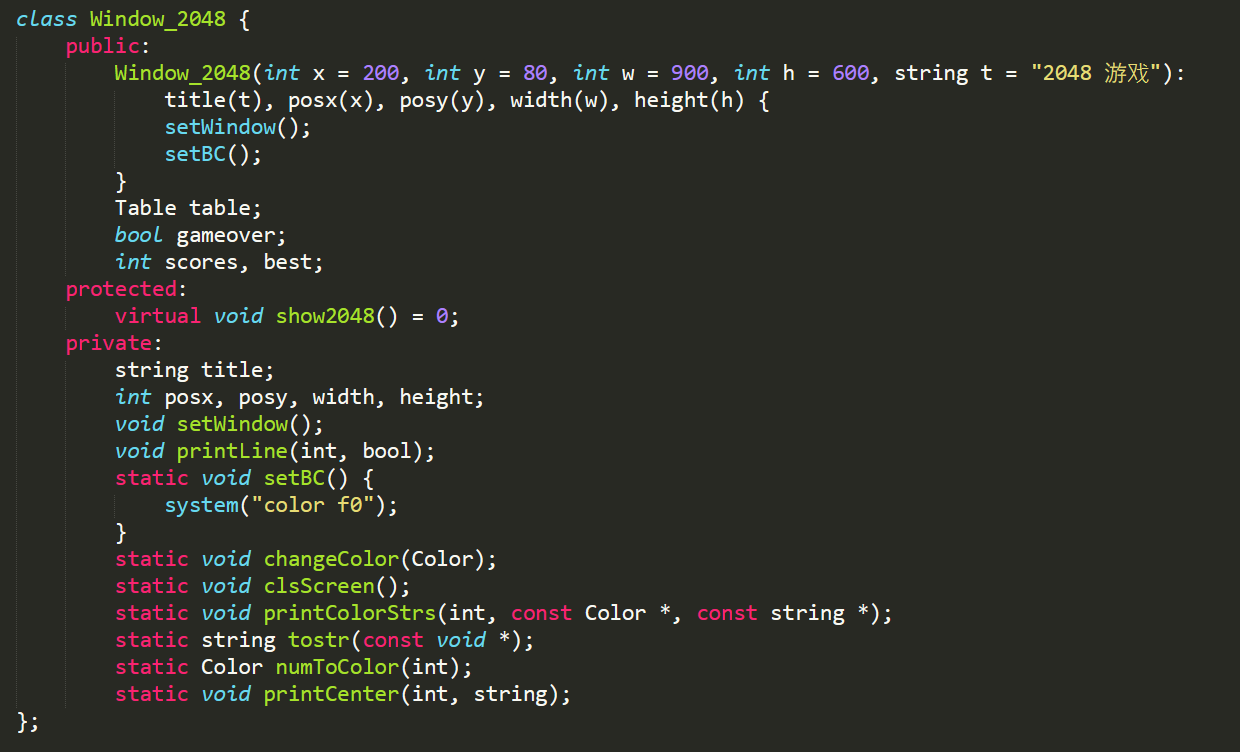 class Window_2048 {
public:
Window_2048(int x = 200, int y = 80, int w = 900, int h = 600, string t = "2048 游戏"):
title(t), posx(x), posy(y), width(w), height(h) {
setWindow();
setBC();
}
Table table;
bool gameover;
int scores, best;
protected:
virtual void show2048() = 0;
private:
string title;
int posx, posy, width, height;
void setWindow();
void printLine(int, bool);
static void setBC() {
system("color f0");
}
static void changeColor(Color);
static void clsScreen();
static void printColorStrs(int, const Color *, const string *);
static string tostr(const void *);
static Color numToColor(int);
static void printCenter(int, string);
};